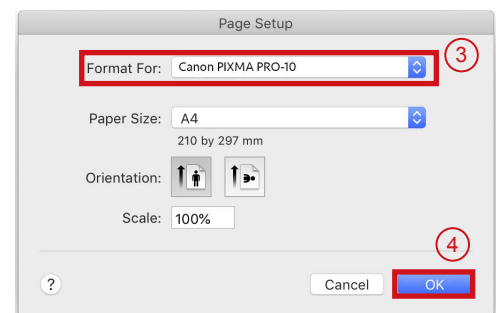 Page Setup
3
Format For: Canon PIXMA PRO-10
Paper Size: A4
210 by 297 mm
Orientation:
Scale: 100%
4
? Cancel OK